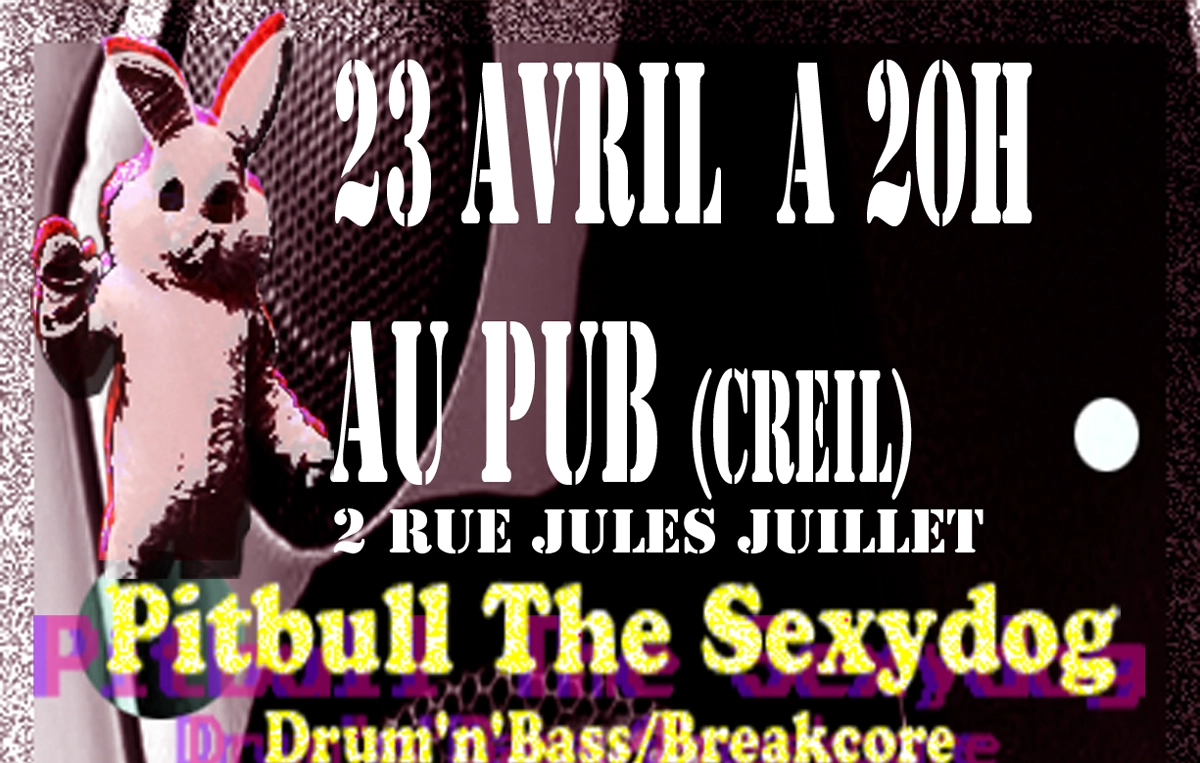 23 AVRIL A 20H
AU PUB (CREIL)
2 RUE JULES JUILLET
Pitbull The Sexydog
Drum'n'Bass/Breakcore